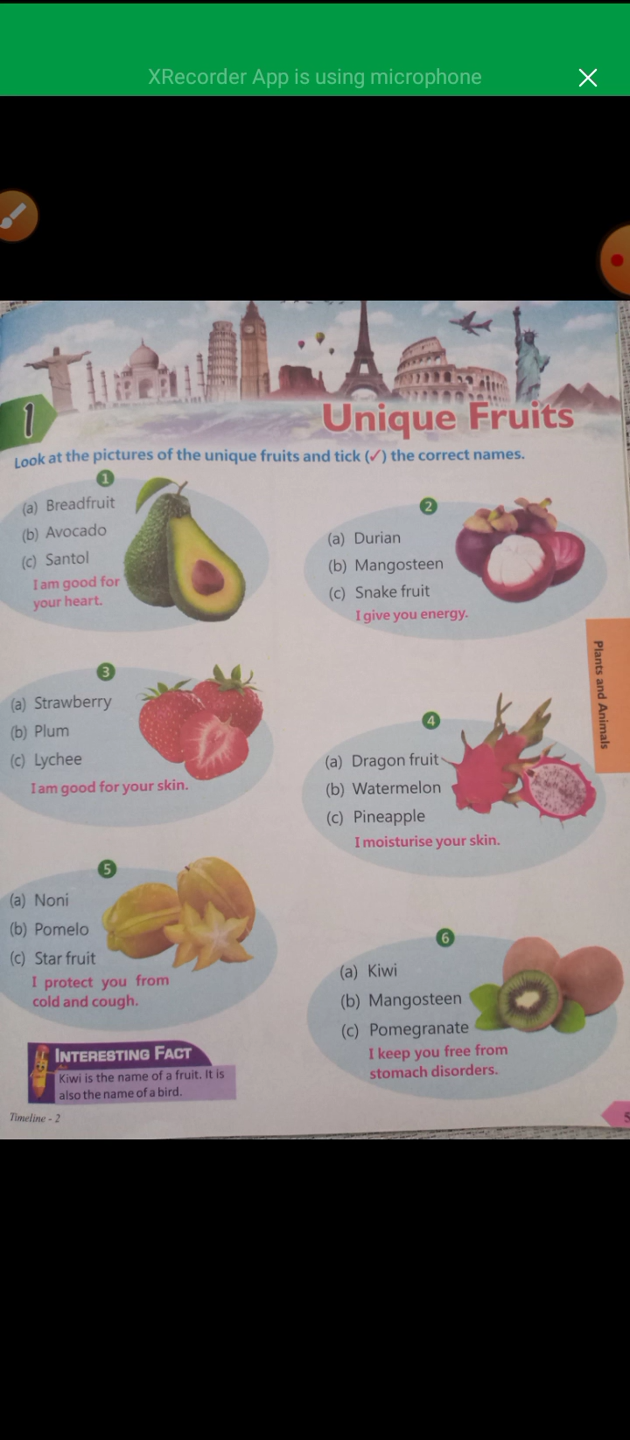 XRecorder App is using microphone
1
Unique Fruits
Look at the pictures of the unique fruits and tick (✓) the correct names.
1
(a) Breadfruit
(b) Avocado
(c) Santol
I am good for
your heart.
2
(a) Durian
(b) Mangosteen
(c) Snake fruit
I give you energy.
3
(a) Strawberry
(b) Plum
(c) Lychee
I am good for your skin.
4
(a) Dragon fruit
(b) Watermelon
(c) Pineapple
I moisturise your skin.
Plants and Animals
5
(a) Noni
(b) Pomelo
(c) Star fruit
I protect you from
cold and cough.
6
(a) Kiwi
(b) Mangosteen
(c) Pomegranate
I keep you free from
stomach disorders.
INTERESTING FACT
Kiwi is the name of a fruit. It is
also the name of a bird.
Timeline - 2
5